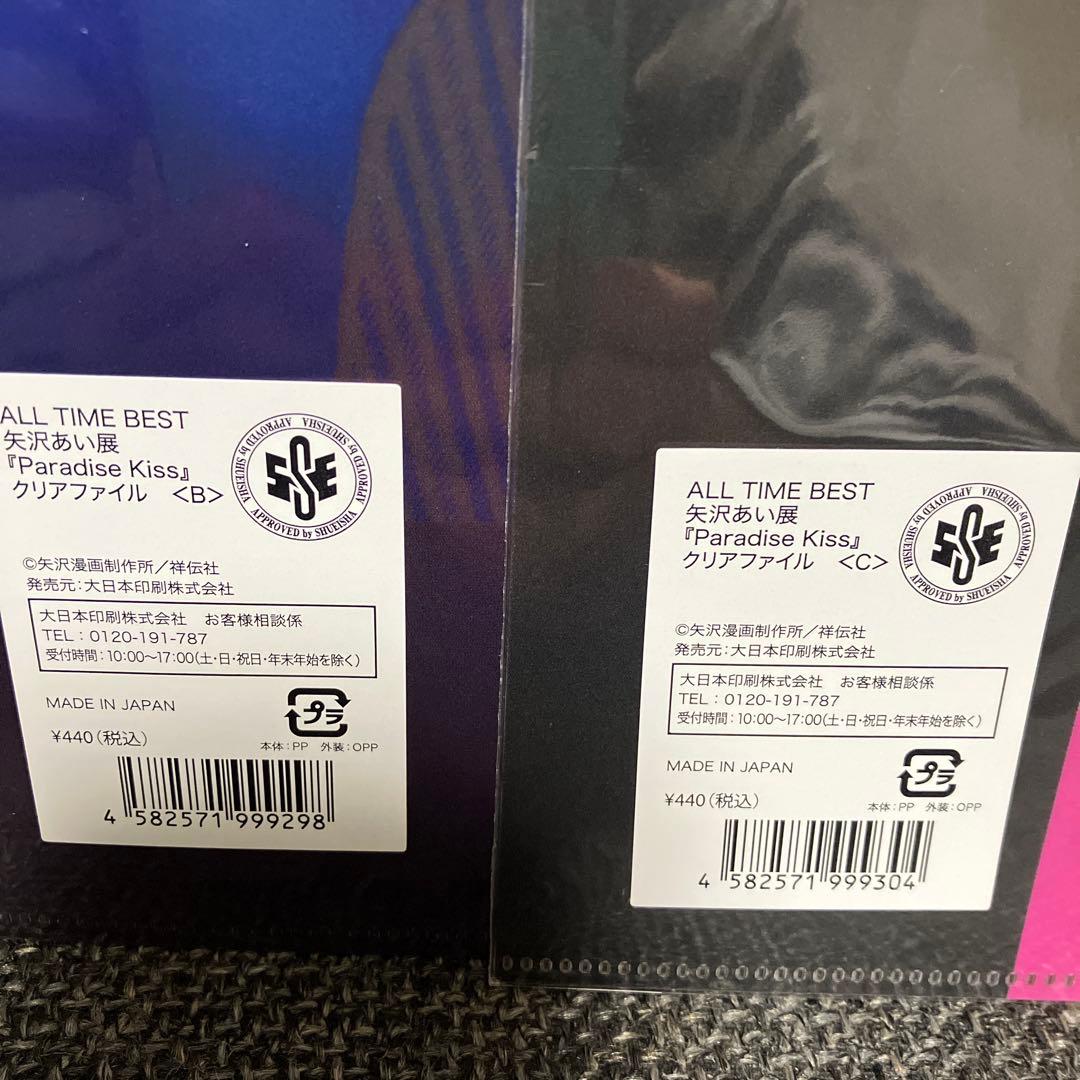 ALL TIME BEST
矢沢あい展
『Paradise Kiss』
クリアファイル <B>
APPROVED by SHUEISHA APPROVED by SHUEISHA
SSE
©矢沢漫画制作所／祥伝社
発売元：大日本印刷株式会社
大日本印刷株式会社 お客様相談係
TEL：0120-191-787
受付時間：10:00〜17:00（土・日・祝日・年末年始を除く）
MADE IN JAPAN
プラ
¥440（税込）
本体：PP 外装：OPP
4 582571 999298
ALL TIME BEST
矢沢あい展
『Paradise Kiss』
クリアファイル <C>
APPROVED by SHUEISHA APPROVED by SHUEISHA
SSE
©矢沢漫画制作所／祥伝社
発売元：大日本印刷株式会社
大日本印刷株式会社 お客様相談係
TEL：0120-191-787
受付時間：10:00〜17:00（土・日・祝日・年末年始を除く）
MADE IN JAPAN
プラ
¥440（税込）
本体：PP 外装：OPP
4 582571 999304